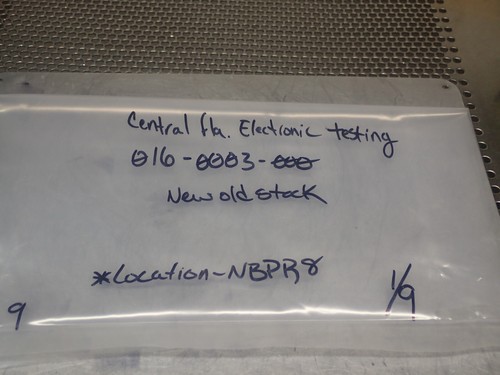 Central fla. Electronic testing
016-0003-000
New old stock
*Location-NBPR8
9
1/9